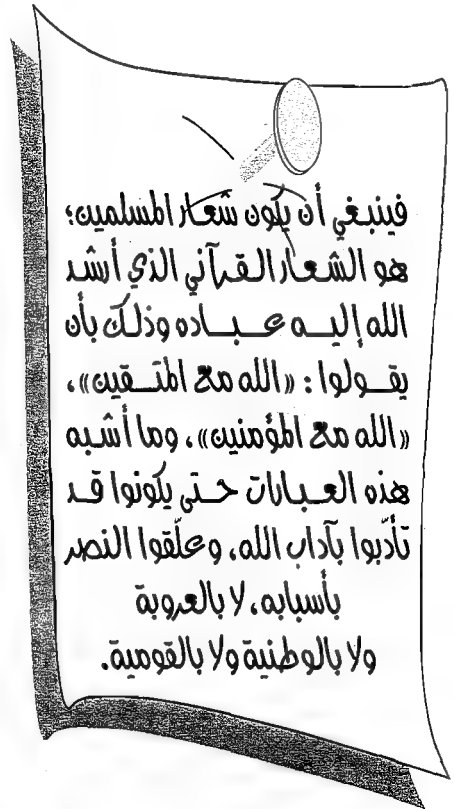 فينبغي أن يكون شعار المسلمين؛
هو الشعار القرآني الذي أرشد
الله إليه عباده وذلك بأن
يقولوا: «الله مع المتقين»،
«الله مع المؤمنين»، وما أشبه
هذه العبارات حتى يكونوا قد
تأدّبوا بآداب الله، وعلّقوا النصر
بأسبابه، لا بالعروبة
ولا بالوطنية ولا بالقومية.